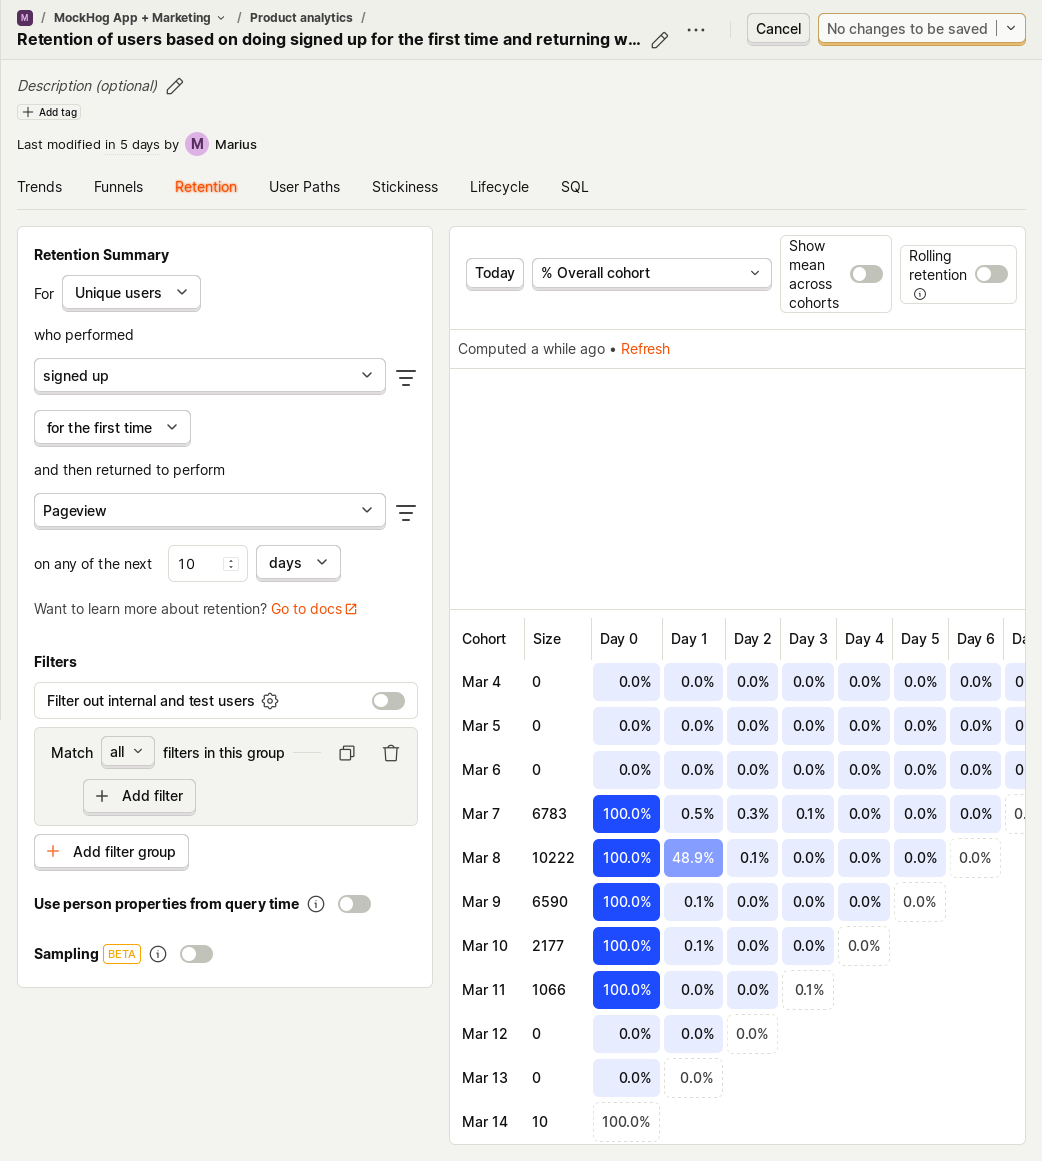 M / MockHog App + Marketing / Product analytics /
Retention of users based on doing signed up for the first time and returning w...
Cancel
No changes to be saved
Description (optional)
Add tag
Last modified in 5 days by M Marius
Trends Funnels Retention User Paths Stickiness Lifecycle SQL
Retention Summary
For Unique users
who performed
signed up
for the first time
and then returned to perform
Pageview
on any of the next 10 days
Want to learn more about retention? Go to docs
Filters
Filter out internal and test users
Match all filters in this group
+ Add filter
+ Add filter group
Use person properties from query time
Sampling BETA
Today
% Overall cohort
Show
mean
across
cohorts
Rolling
retention
Computed a while ago • Refresh
Cohort Size Day 0 Day 1 Day 2 Day 3 Day 4 Day 5 Day 6
Mar 4 0 0.0% 0.0% 0.0% 0.0% 0.0% 0.0% 0.0%
Mar 5 0 0.0% 0.0% 0.0% 0.0% 0.0% 0.0% 0.0%
Mar 6 0 0.0% 0.0% 0.0% 0.0% 0.0% 0.0% 0.0%
Mar 7 6783 100.0% 0.5% 0.3% 0.1% 0.0% 0.0% 0.0%
Mar 8 10222 100.0% 48.9% 0.1% 0.0% 0.0% 0.0% 0.0%
Mar 9 6590 100.0% 0.1% 0.0% 0.0% 0.0% 0.0%
Mar 10 2177 100.0% 0.1% 0.0% 0.0% 0.0%
Mar 11 1066 100.0% 0.0% 0.0% 0.1%
Mar 12 0 0.0% 0.0% 0.0%
Mar 13 0 0.0% 0.0%
Mar 14 10 100.0%